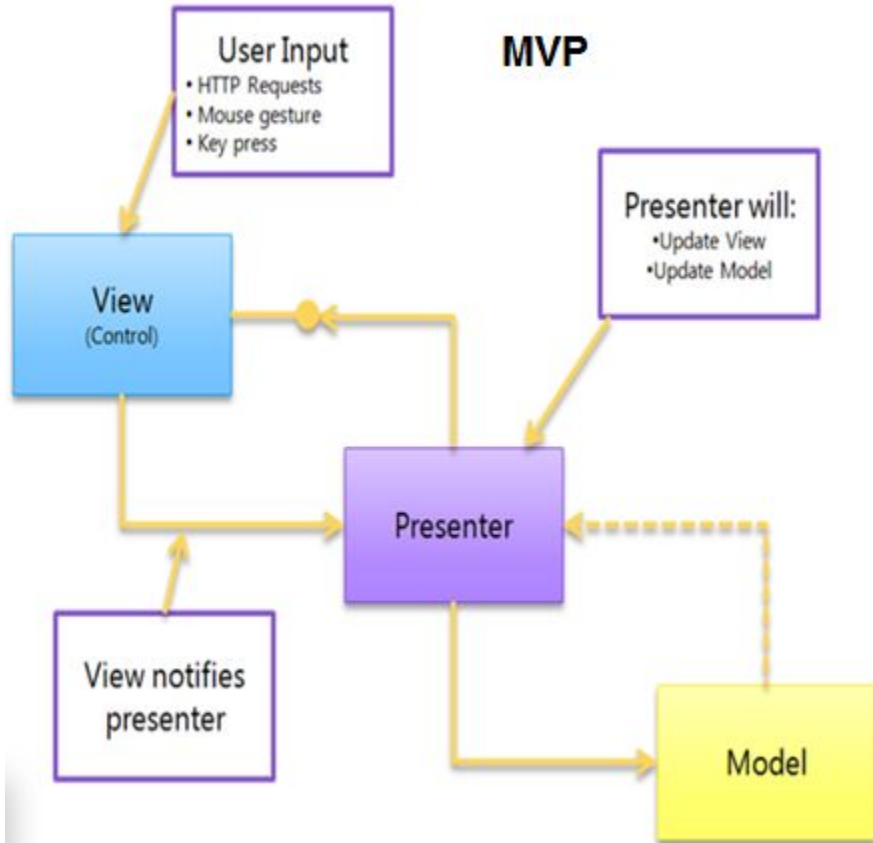 MVP
User Input
• HTTP Requests
• Mouse gesture
• Key press
Presenter will:
•Update View
•Update Model
View
(Control)
Presenter
View notifies
presenter
Model